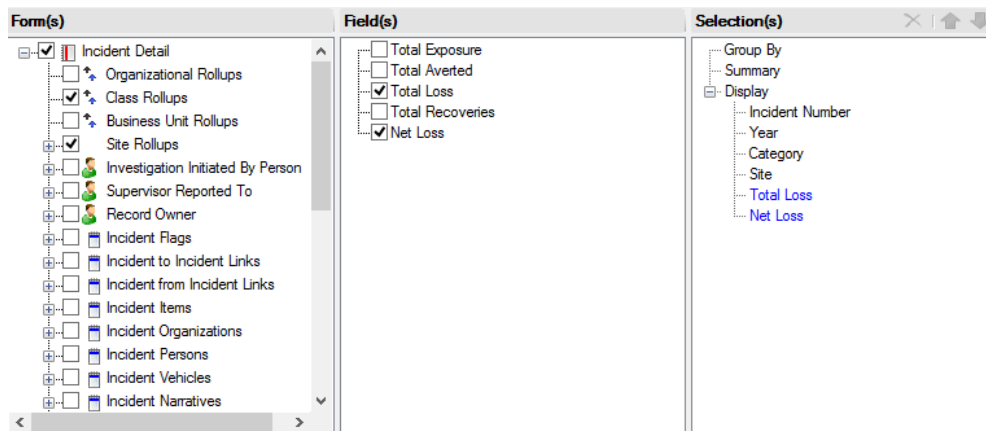 Form(s)
Incident Detail
Organizational Rollups
Class Rollups
Business Unit Rollups
Site Rollups
Investigation Initiated By Person
Supervisor Reported To
Record Owner
Incident Flags
Incident to Incident Links
Incident from Incident Links
Incident Items
Incident Organizations
Incident Persons
Incident Vehicles
Incident Narratives
Field(s)
Total Exposure
Total Averted
Total Loss
Total Recoveries
Net Loss
Selection(s)
Group By
Summary
Display
Incident Number
Year
Category
Site
Total Loss
Net Loss